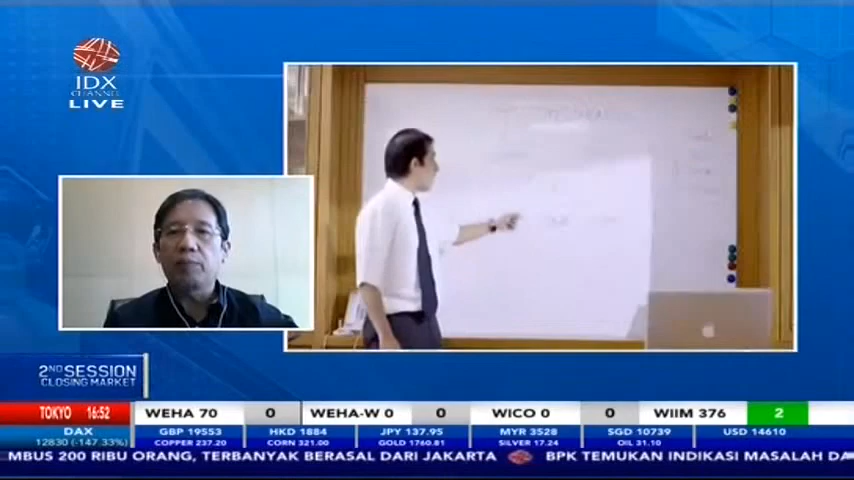 IDX
CHANNEL
LIVE
2ND SESSION
CLOSING MARKET
TOKYO 16:52 WEHA 70 0 WEHA-W 0 0 WICO 0 0 WIIM 376 2
DAX GBP 19553 HKD 1884 JPY 137.95 MYR 3528 SGD 10739 USD 14610
12830 (-147.33%) COPPER 237.20 CORN 321.00 GOLD 1760.81 SILVER 17.24 OIL 31.10
MBUS 200 RIBU ORANG, TERBANYAK BERASAL DARI JAKARTA BPK TEMUKAN INDIKASI MASALAH DA